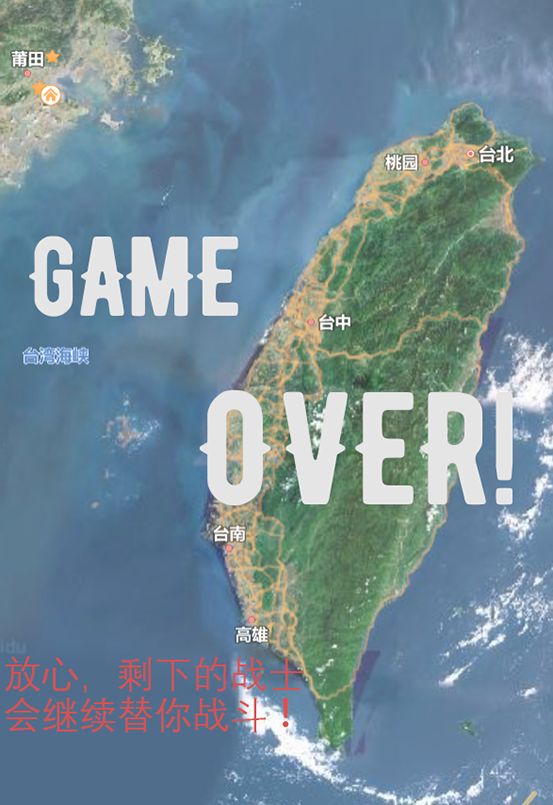 莆田
台北
桃园
GAME
台中
台湾海峡
OVER!
台南
高雄
idu
放心，剩下的战士
会继续替你战斗！